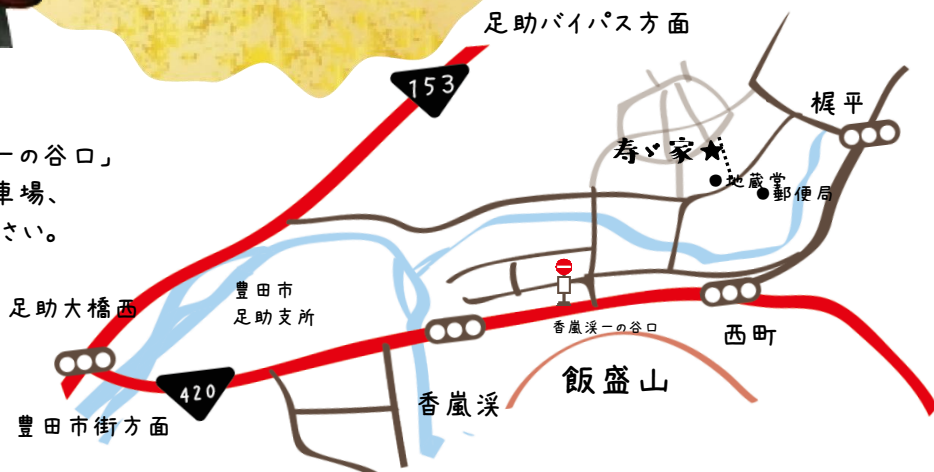 足助バイパス方面
153
梶平
一の谷口」
寿ゞ家
車場、
地蔵堂
郵便局
さい。
豊田市
足助支所
足助大橋西
香嵐渓一の谷口
西町
飯盛山
420
香嵐渓
豊田市街方面